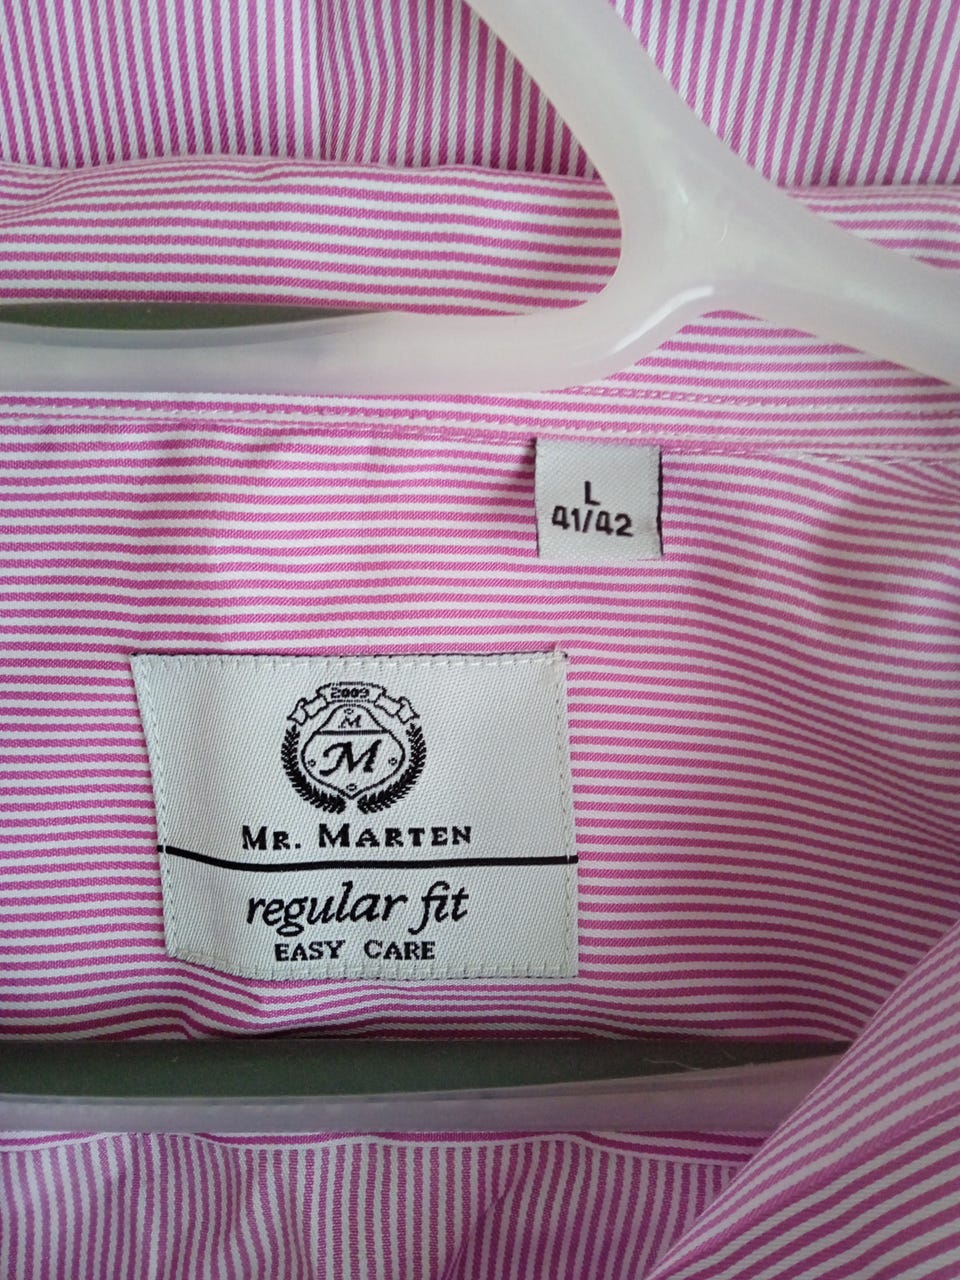 L
41/42
2009
M
M
MR. MARTEN
regular fit
EASY CARE